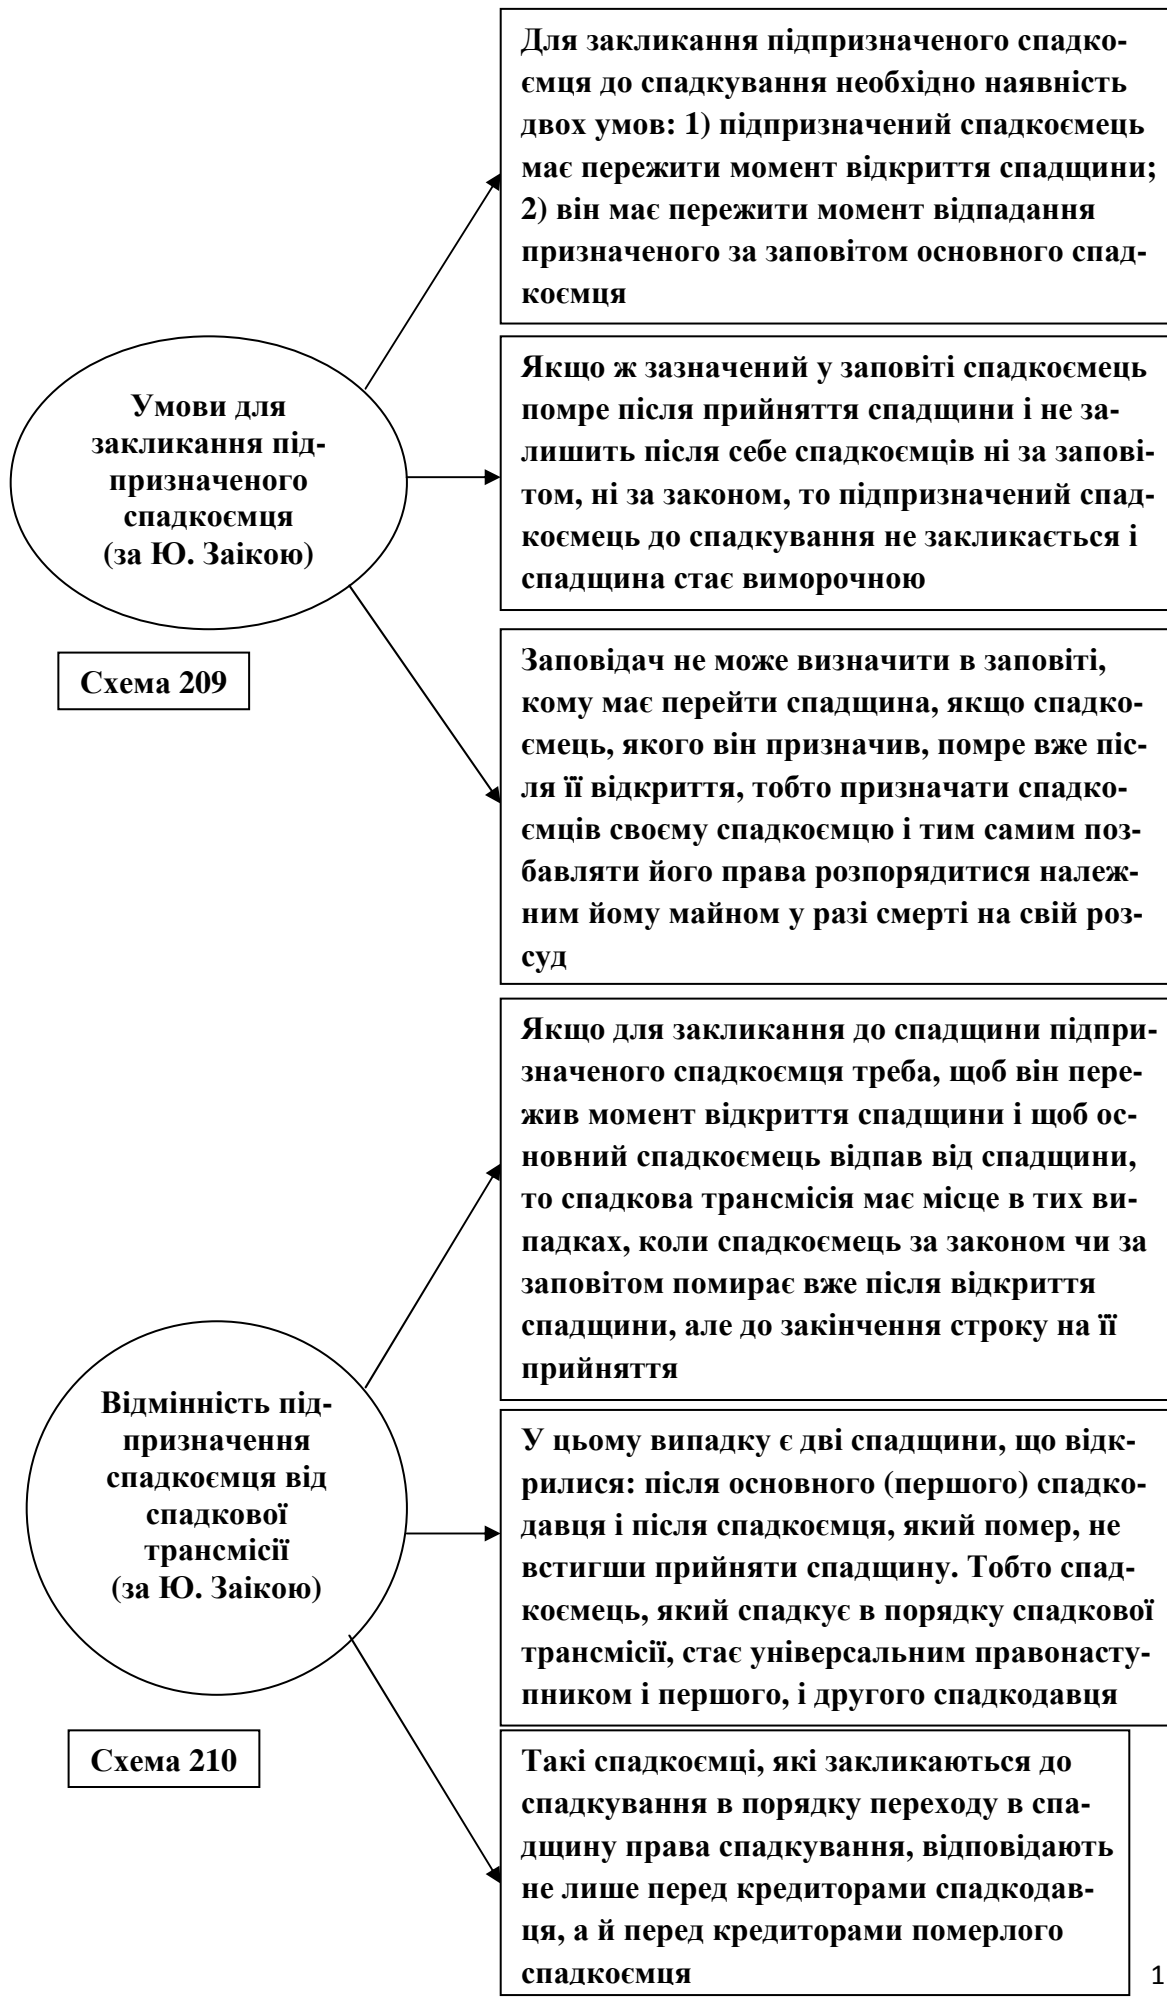 Для закликання підпризначеного спадко-
ємця до спадкування необхідно наявність
двох умов: 1) підпризначений спадкоємець
має пережити момент відкриття спадщини;
2) він має пережити момент відпадання
призначеного за заповітом основного спад-
коємця
Умови для
закликання під-
призначеного
спадкоємця
(за Ю. Заікою)
Якщо ж зазначений у заповіті спадкоємець
помре після прийняття спадщини і не за-
лишить після себе спадкоємців ні за запові-
том, ні за законом, то підпризначений спад-
коємець до спадкування не закликається і
спадщина стає виморочною
Схема 209
Заповідач не може визначити в заповіті,
кому має перейти спадщина, якщо спадко-
ємець, якого він призначив, помре вже піс-
ля її відкриття, тобто призначати спадко-
ємців своєму спадкоємцю і тим самим поз-
бавляти його права розпорядитися належ-
ним йому майном у разі смерті на свій роз-
суд
Якщо для закликання до спадщини підпри-
значеного спадкоємця треба, щоб він пере-
жив момент відкриття спадщини і щоб ос-
новний спадкоємець відпав від спадщини,
то спадкова трансмісія має місце в тих ви-
падках, коли спадкоємець за законом чи за
заповітом помирає вже після відкриття
спадщини, але до закінчення строку на її
прийняття
Відмінність під-
призначення
спадкоємця від
спадкової
трансмісії
(за Ю. Заікою)
У цьому випадку є дві спадщини, що відк-
рилися: після основного (першого) спадко-
давця і після спадкоємця, який помер, не
встигши прийняти спадщину. Тобто спад-
коємець, який спадкує в порядку спадкової
трансмісії, стає універсальним правонасту-
пником і першого, і другого спадкодавця
Схема 210
Такі спадкоємці, які закликаються до
спадкування в порядку переходу в спа-
дщину права спадкування, відповідають
не лише перед кредиторами спадкодав-
ця, а й перед кредиторами померлого
спадкоємця
1